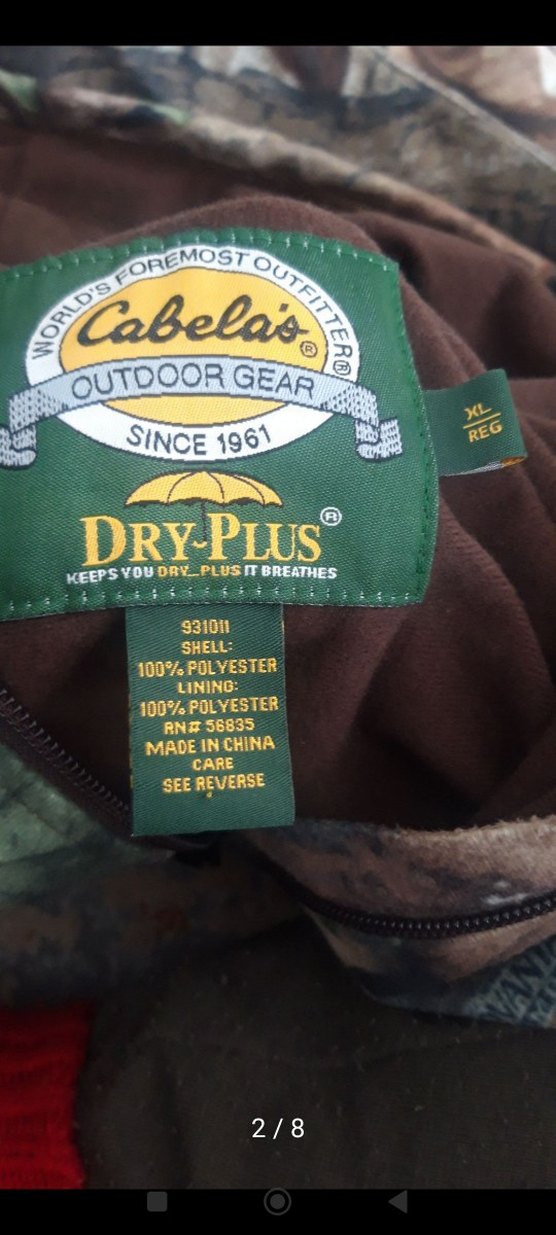 WORLD'S FOREMOST OUTFITTER®
Cabela's®
OUTDOOR GEAR
SINCE 1961
XL
REG
DRY-PLUS®
KEEPS YOU DRY...PLUS IT BREATHES
931011
SHELL:
100% POLYESTER
LINING:
100% POLYESTER
RN# 56835
MADE IN CHINA
CARE
SEE REVERSE
2 / 8